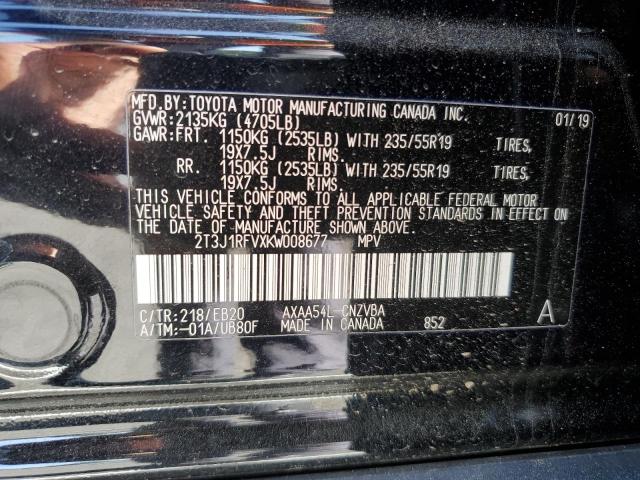 MFD.BY:TOYOTA MOTOR MANUFACTURING CANADA INC. 01/19
GVWR:2135KG (4705LB)
GAWR:FRT. 1150KG (2535LB) WITH 235/55R19 TIRES,
19X7.5J RIMS.
RR. 1150KG (2535LB) WITH 235/55R19 TIRES,
19X7.5J RIMS.
THIS VEHICLE CONFORMS TO ALL APPLICABLE FEDERAL MOTOR
VEHICLE SAFETY AND THEFT PREVENTION STANDARDS IN EFFECT ON
THE DATE OF MANUFACTURE SHOWN ABOVE.
2T3J1RFVXKW008677 MPV
C/TR:218/EB20 AXAA54L-CNZVBA A
A/TM:-01A/UB80F MADE IN CANADA 852